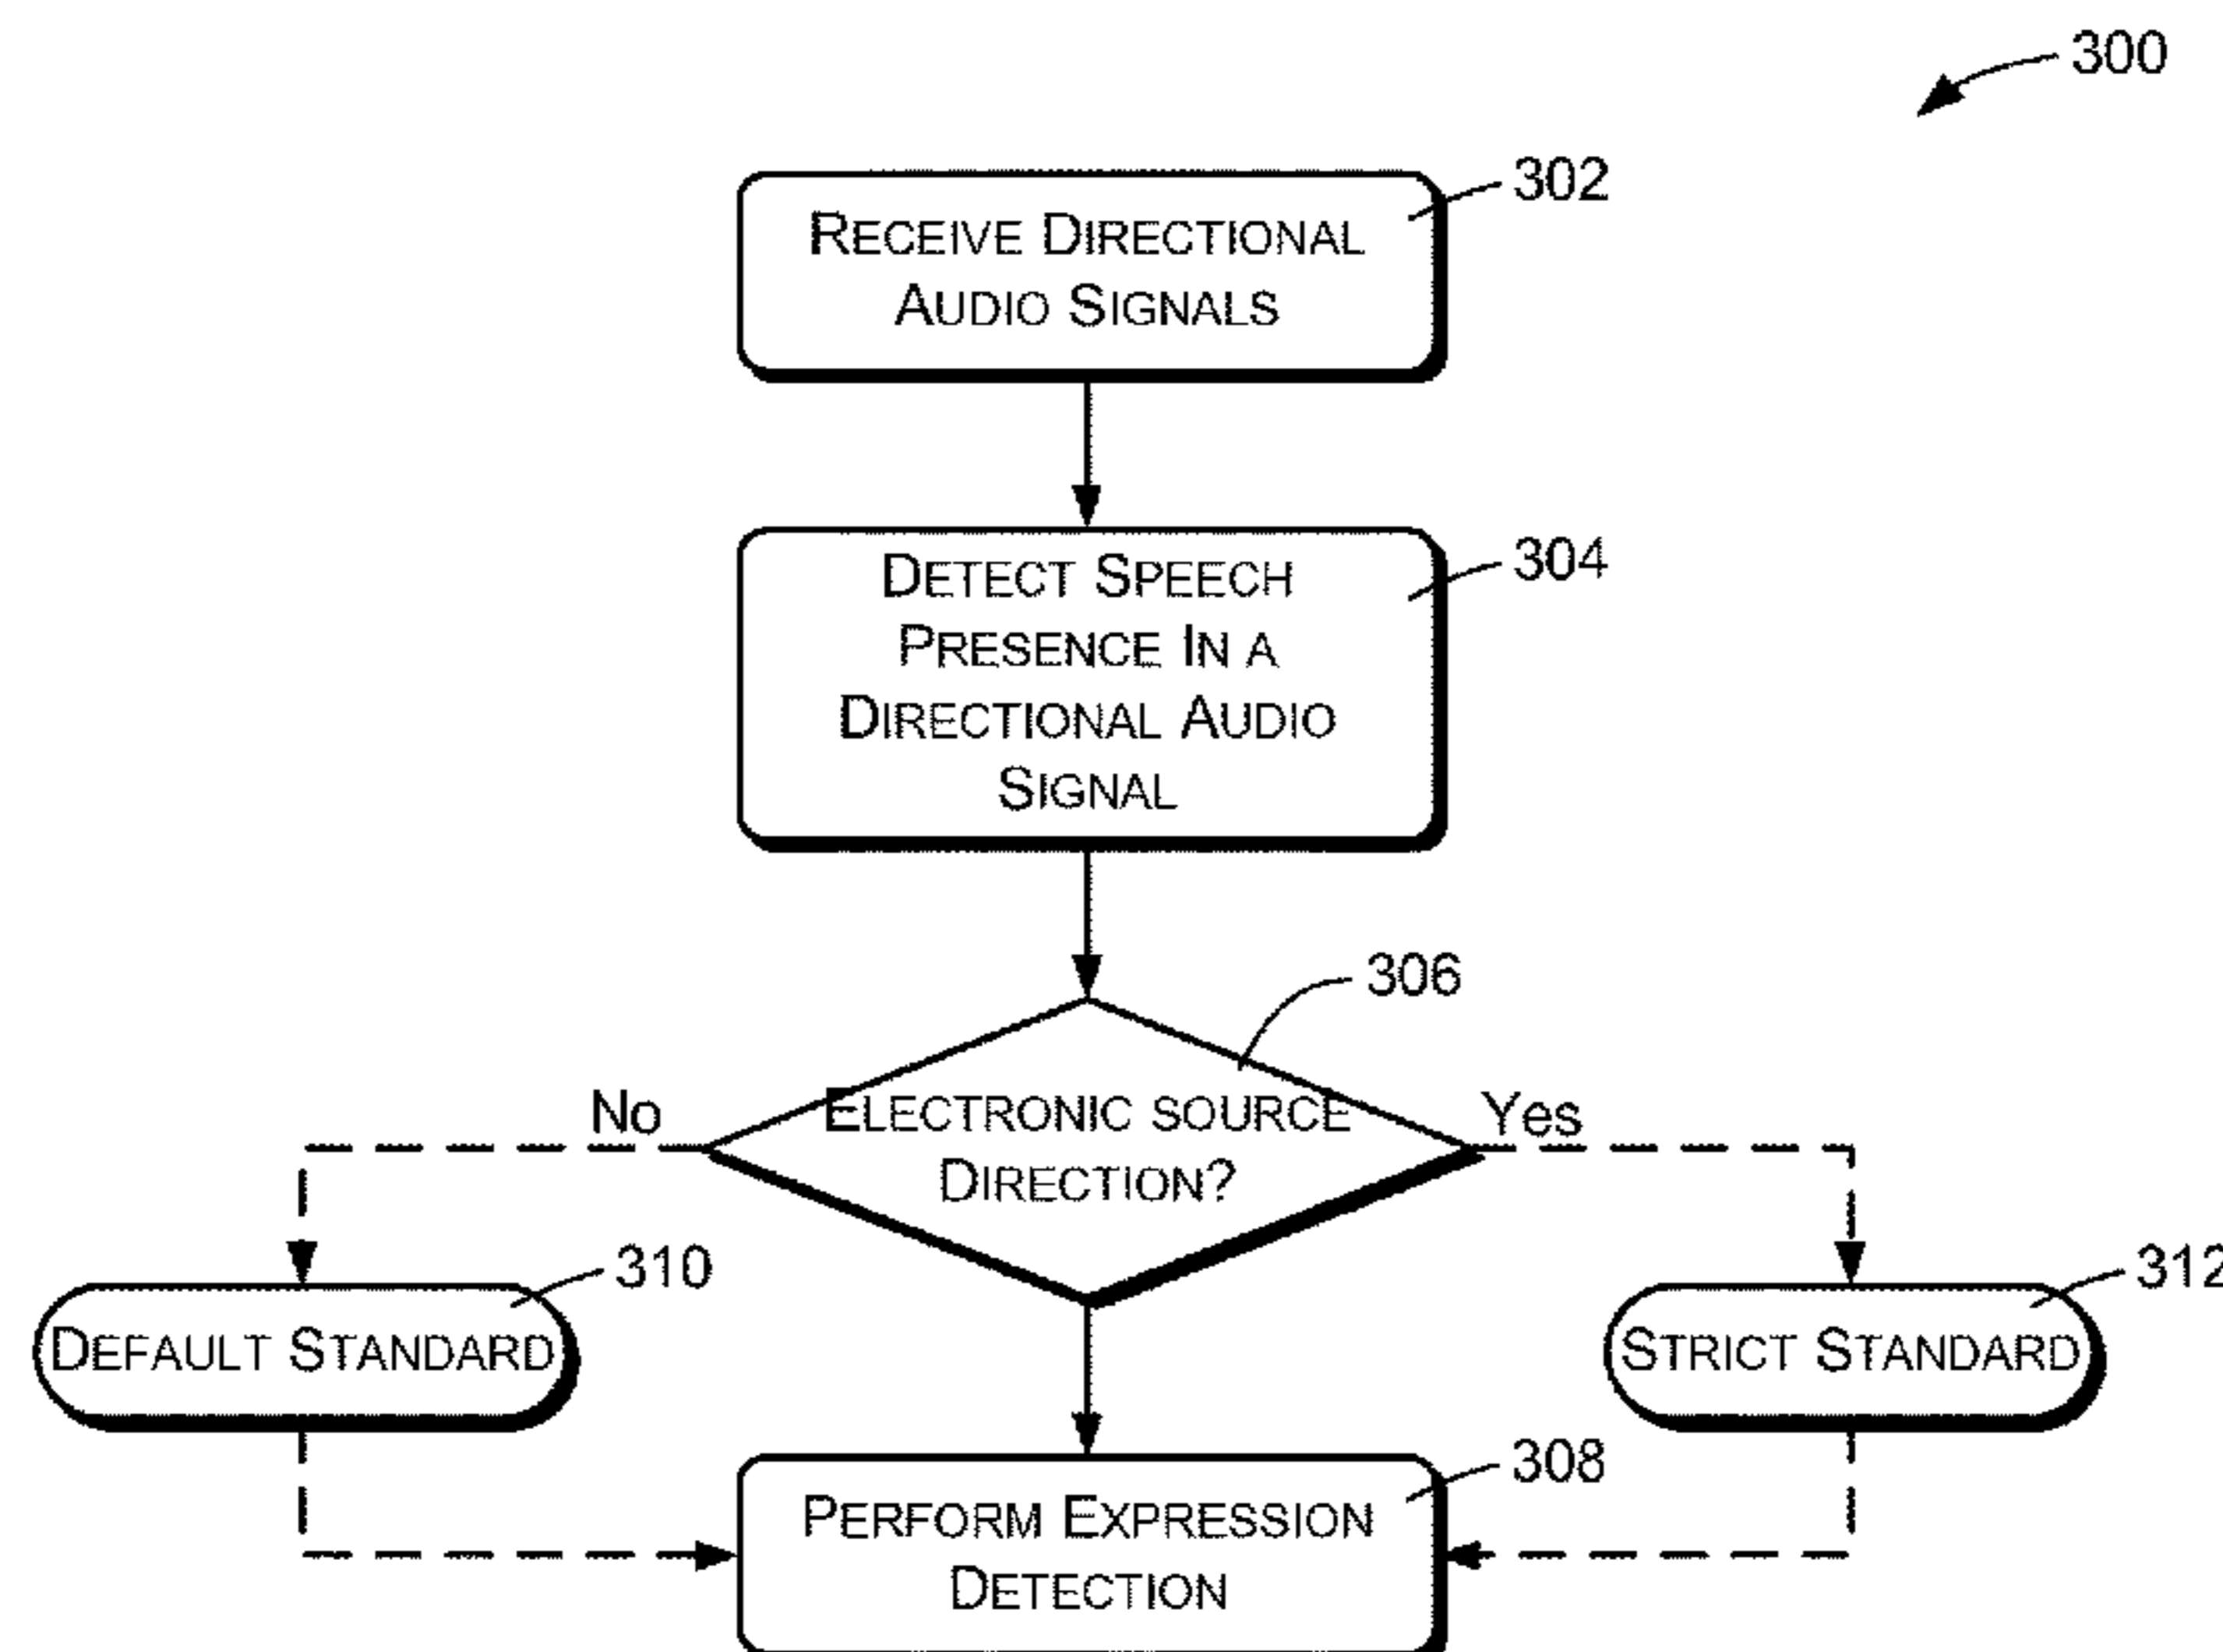 300
302
RECEIVE DIRECTIONAL
AUDIO SIGNALS
304
DETECT SPEECH
PRESENCE IN A
DIRECTIONAL AUDIO
SIGNAL
306
No
ELECTRONIC SOURCE
DIRECTION?
Yes
310
DEFAULT STANDARD
312
STRICT STANDARD
308
PERFORM EXPRESSION
DETECTION